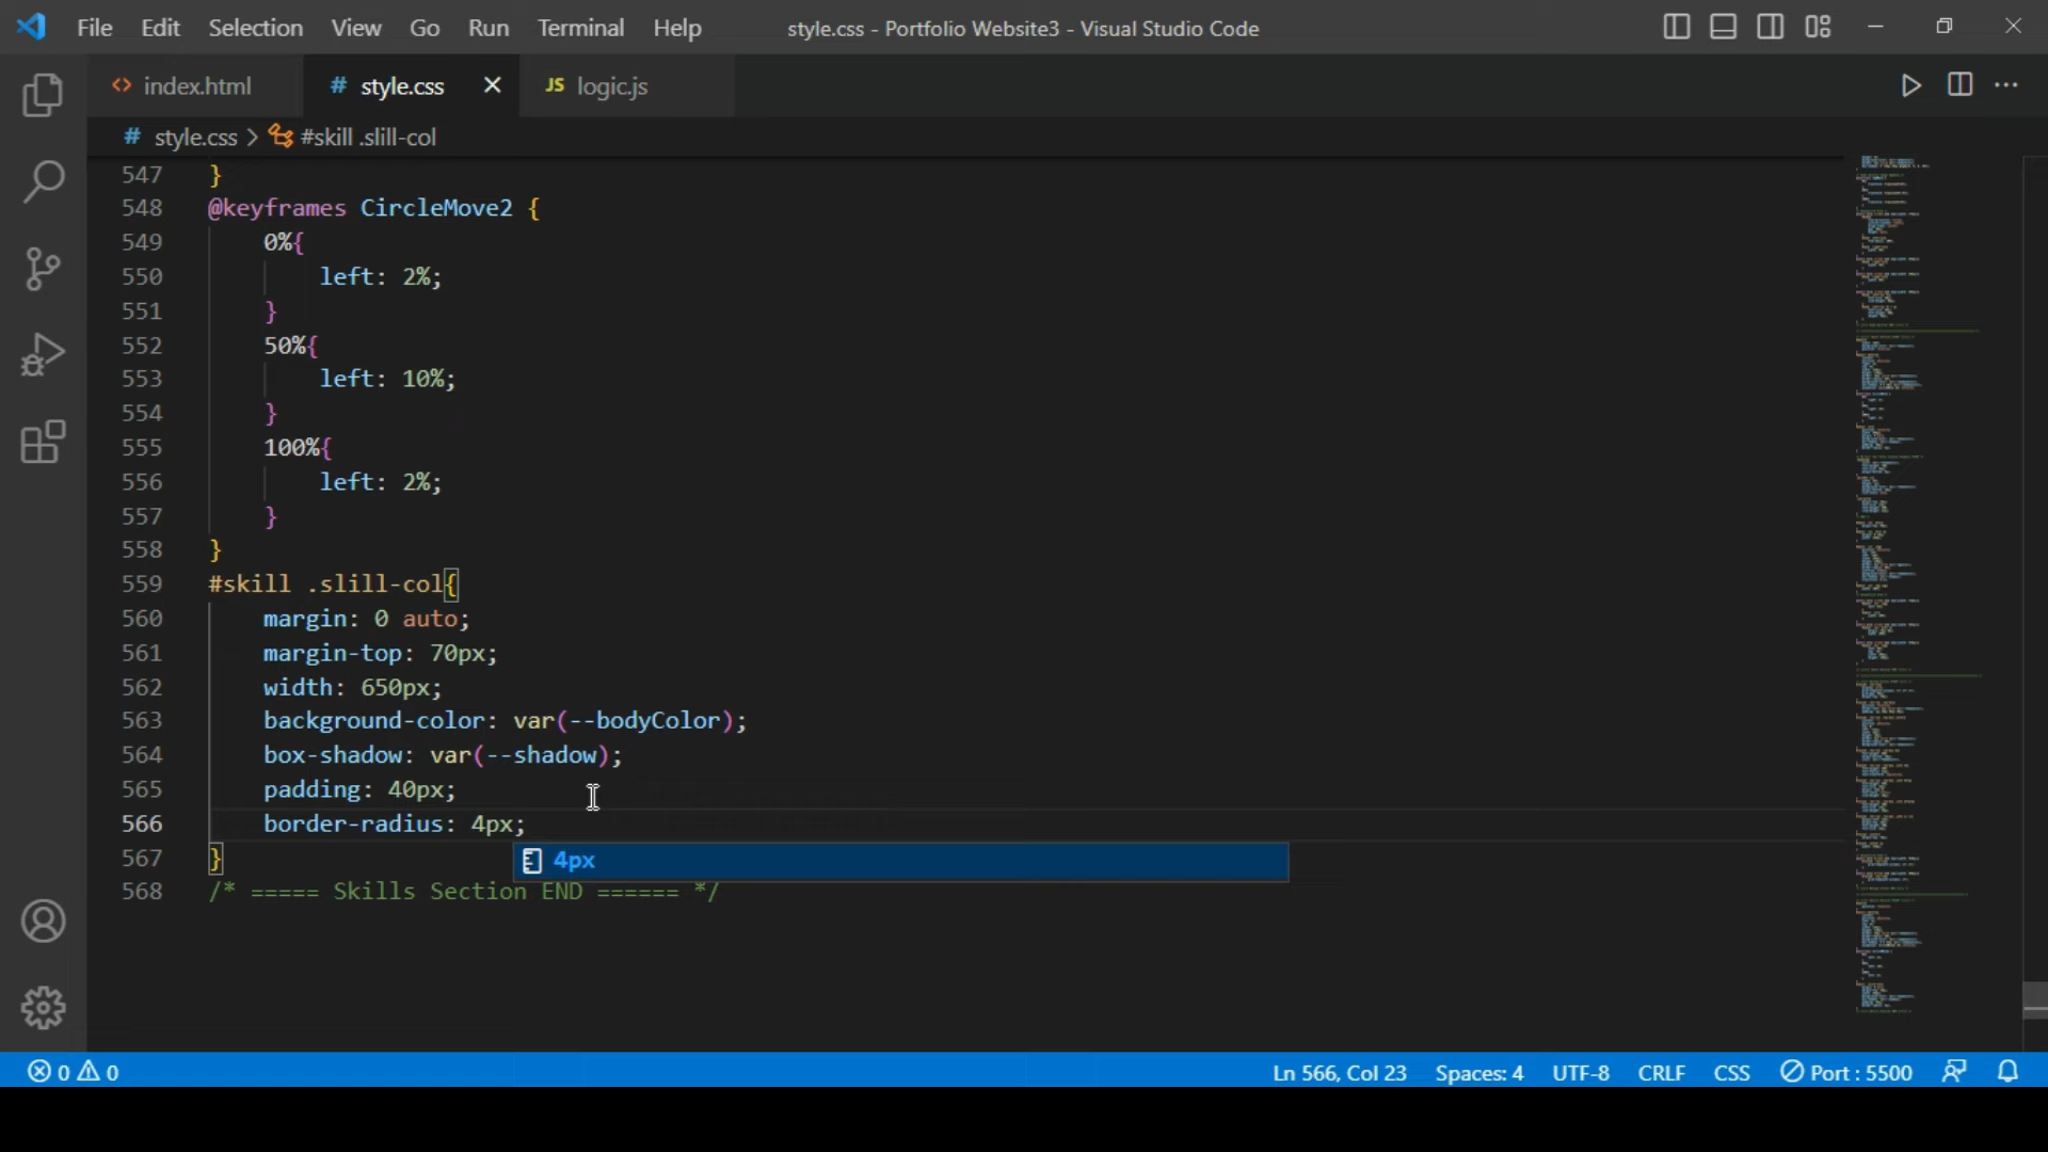 File Edit Selection View Go Run Terminal Help style.css - Portfolio Website3 - Visual Studio Code
<> index.html # style.css JS logic.js
# style.css > #skill .slill-col
547 }
548 @keyframes CircleMove2 {
549 0%{
550 left: 2%;
551 }
552 50%{
553 left: 10%;
554 }
555 100%{
556 left: 2%;
557 }
558 }
559 #skill .slill-col{
560 margin: 0 auto;
561 margin-top: 70px;
562 width: 650px;
563 background-color: var(--bodyColor);
564 box-shadow: var(--shadow);
565 padding: 40px;
566 border-radius: 4px;
567 }
4px
568 /* ===== Skills Section END ====== */
0 0 Ln 566, Col 23 Spaces: 4 UTF-8 CRLF CSS Port : 5500